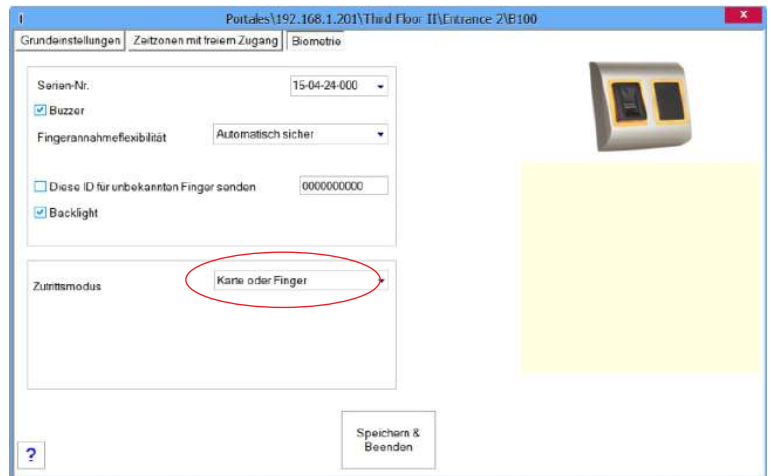 Portales\192.168.1.201\Third Floor II\Entrance 2\B100
x
Grundeinstellungen
Zeitzonen mit freiem Zugang
Biometrie
Serien-Nr.
15-04-24-000
Buzzer
Fingerannahmeflexibilität
Automatisch sicher
Diese ID für unbekannten Finger senden
0000000000
Backlight
Zutrittsmodus
Karte oder Finger
Speichern &
Beenden
?